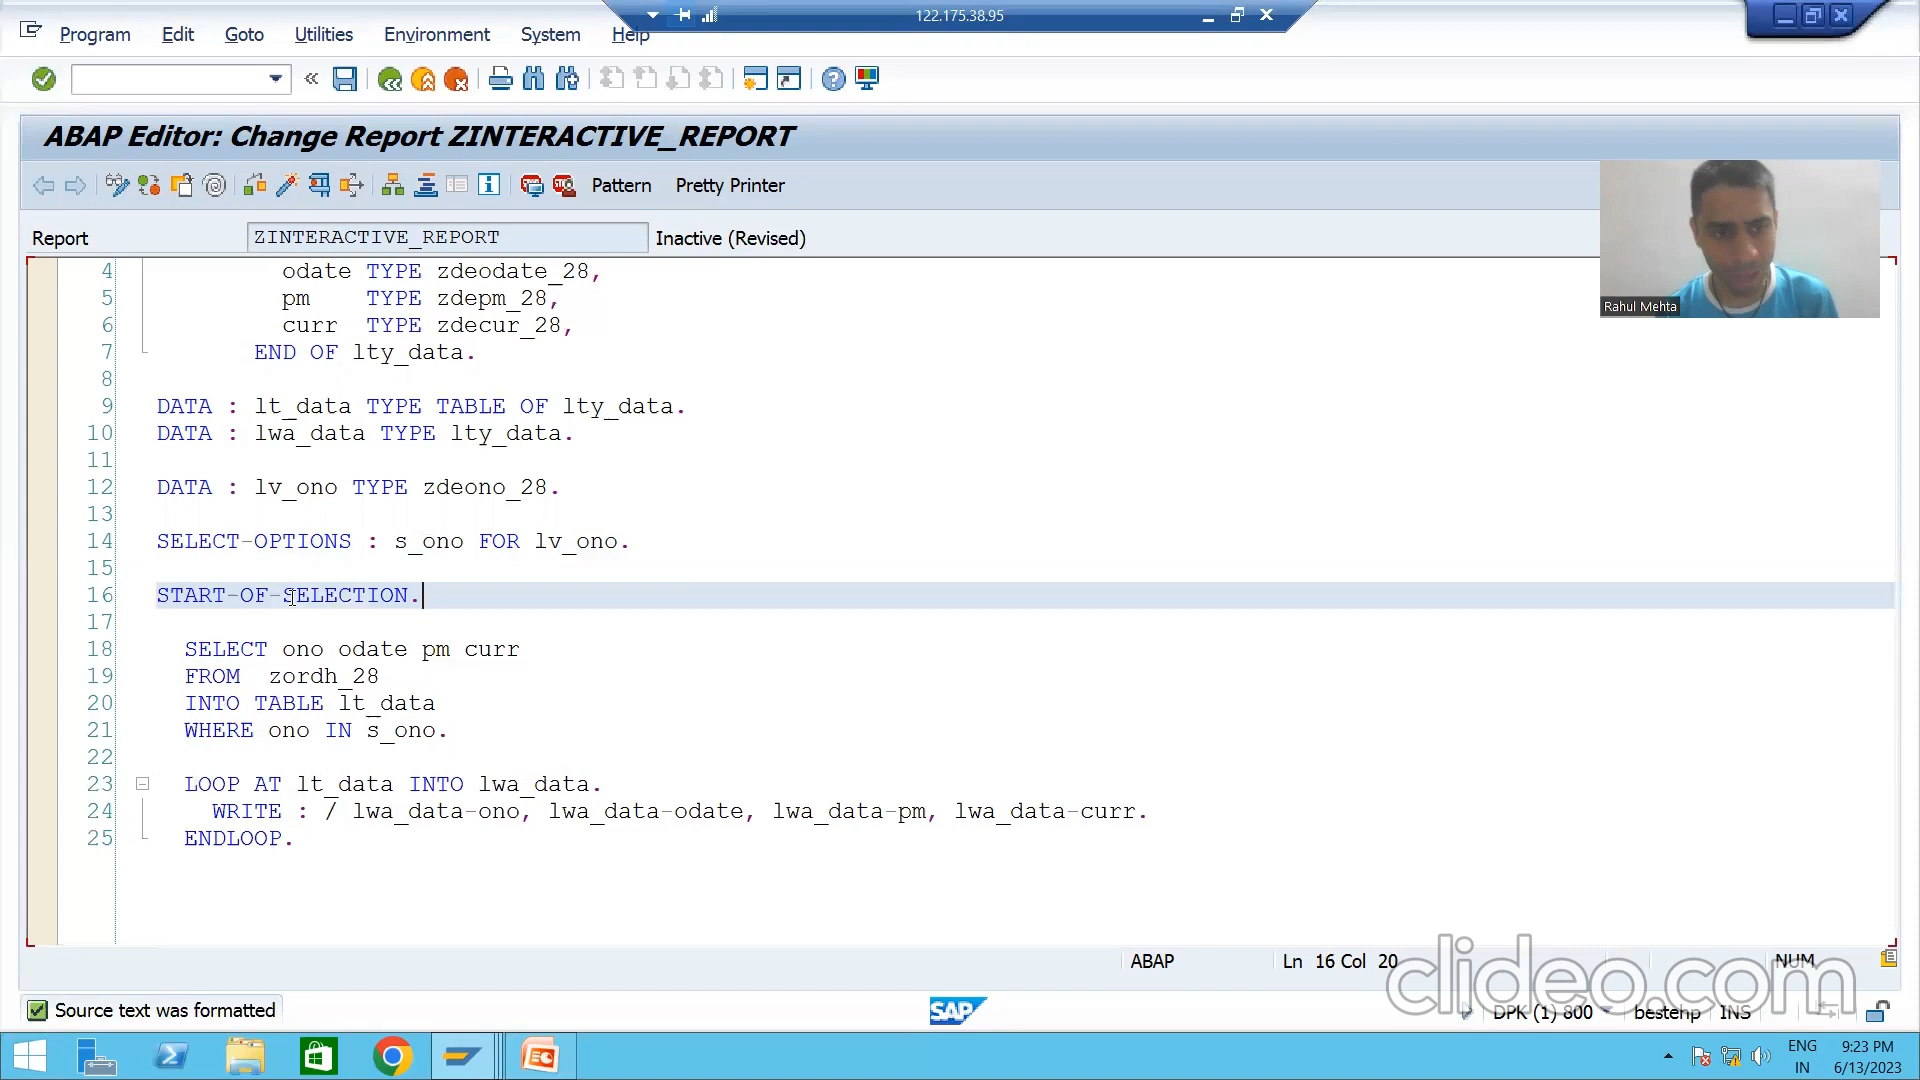 122.175.38.95
Program Edit Goto Utilities Environment System Help
ABAP Editor: Change Report ZINTERACTIVE_REPORT
Pattern Pretty Printer
Report ZINTERACTIVE_REPORT Inactive (Revised)
Rahul Mehta
4 odate TYPE zdeodate_28,
5 pm TYPE zdepm_28,
6 curr TYPE zdecur_28,
7 END OF lty_data.
8
9 DATA : lt_data TYPE TABLE OF lty_data.
10 DATA : lwa_data TYPE lty_data.
11
12 DATA : lv_ono TYPE zdeono_28.
13
14 SELECT-OPTIONS : s_ono FOR lv_ono.
15
16 START-OF-SELECTION.
17
18 SELECT ono odate pm curr
19 FROM zordh_28
20 INTO TABLE lt_data
21 WHERE ono IN s_ono.
22
23 LOOP AT lt_data INTO lwa_data.
24 WRITE : / lwa_data-ono, lwa_data-odate, lwa_data-pm, lwa_data-curr.
25 ENDLOOP.
ABAP Ln 16 Col 20 NUM
clideo.com
Source text was formatted
SAP
DPK (1) 800 bestehp INS
ENG 9:23 PM
IN 6/13/2023